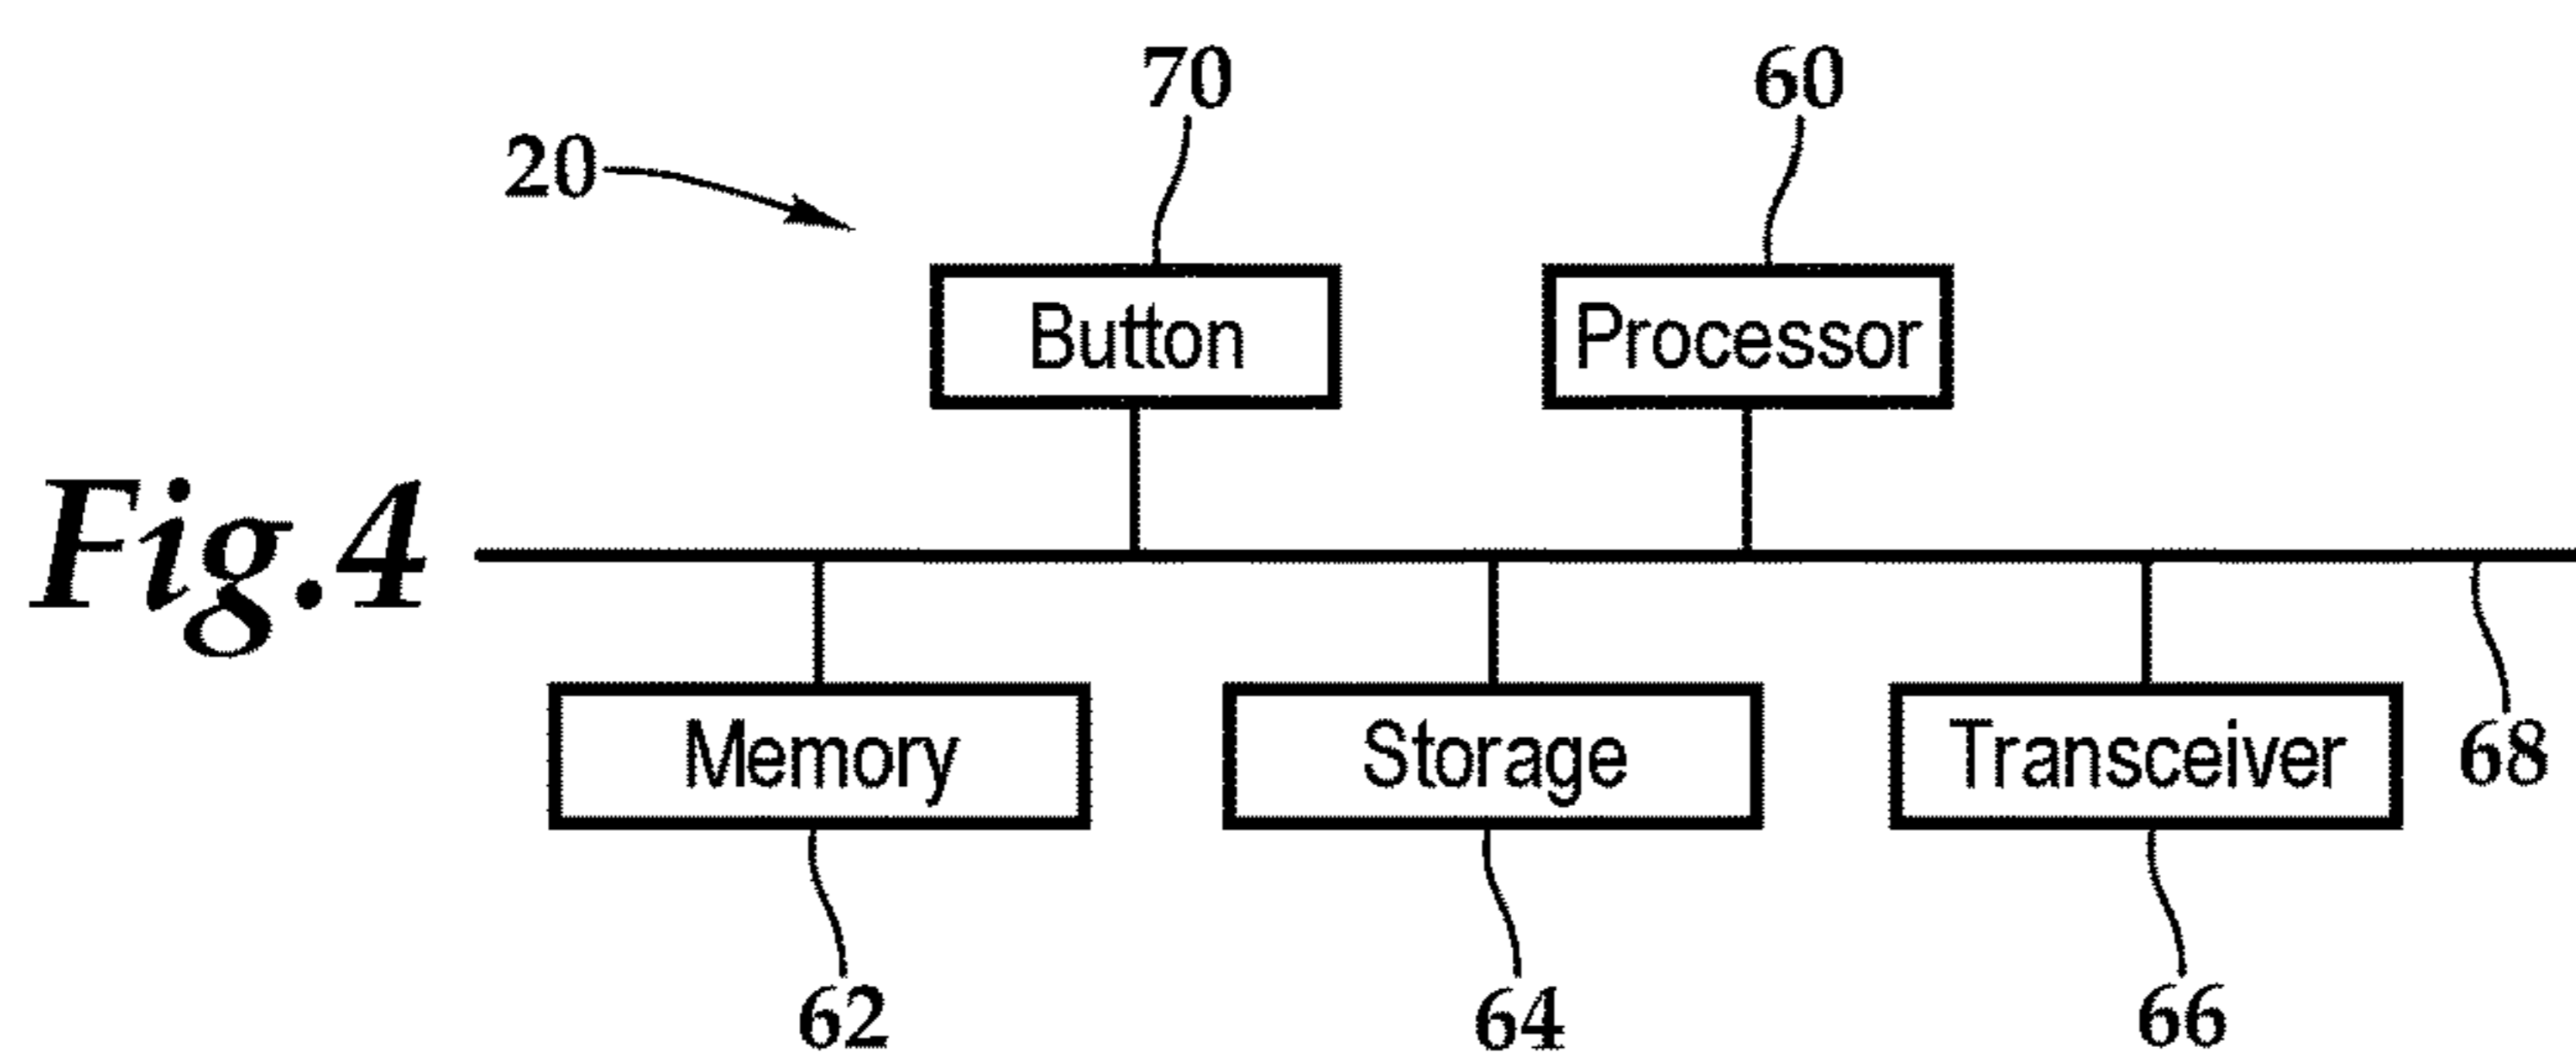 70 60
20
Button Processor
Fig.4
Memory Storage Transceiver
68
62 64 66